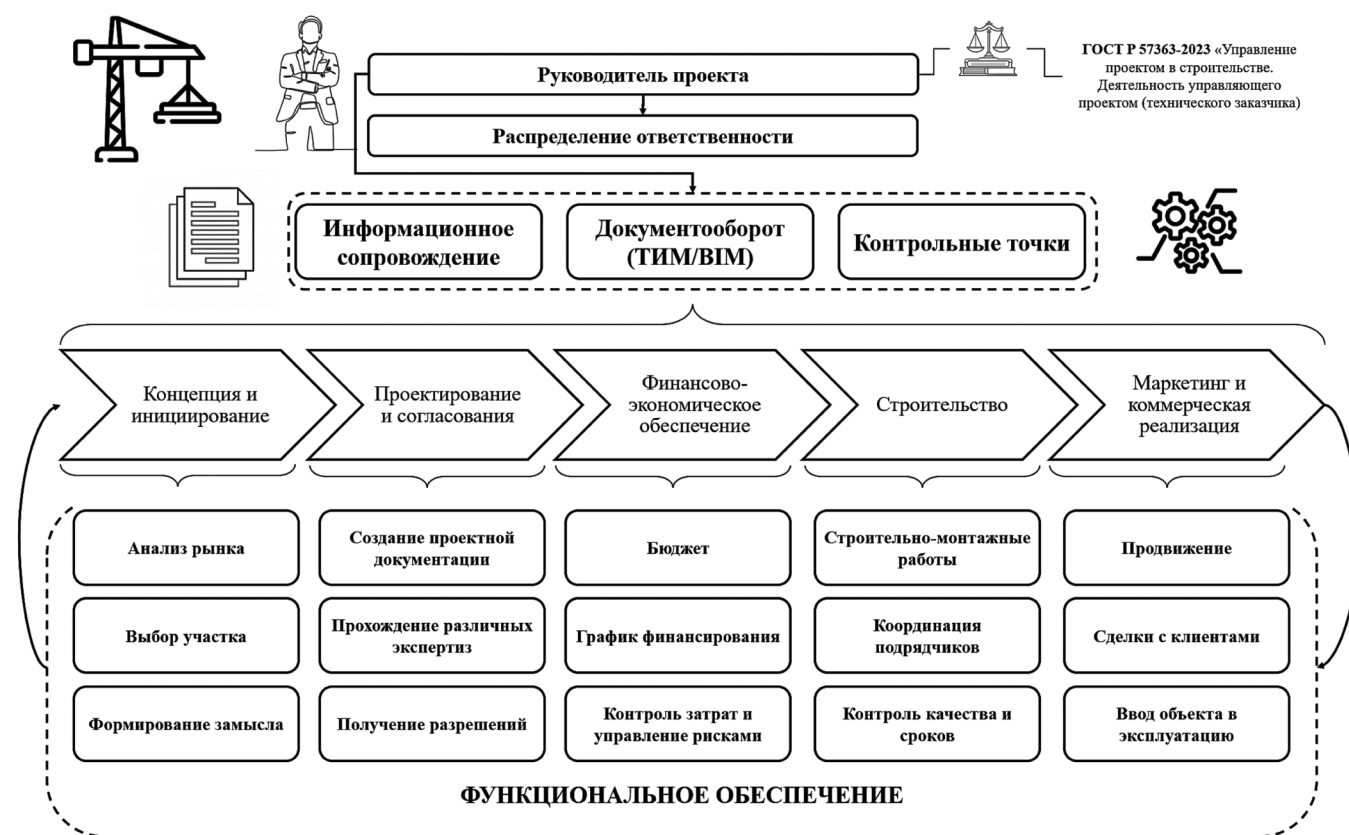 Руководитель проекта
ГОСТ Р 57363-2023 «Управление
проектом в строительстве.
Деятельность управляющего
проектом (технического заказчика)
Распределение ответственности
Информационное
сопровождение
Документооборот
(ТИМ/BIM)
Контрольные точки
Концепция и
инициирование
Проектирование
и согласования
Финансово-
экономическое
обеспечение
Строительство
Маркетинг и
коммерческая
реализация
Анализ рынка
Создание проектной
документации
Бюджет
Строительно-монтажные
работы
Продвижение
Выбор участка
Прохождение различных
экспертиз
График финансирования
Координация
подрядчиков
Сделки с клиентами
Формирование замысла
Получение разрешений
Контроль затрат и
управление рисками
Контроль качества и
сроков
Ввод объекта в
эксплуатацию
ФУНКЦИОНАЛЬНОЕ ОБЕСПЕЧЕНИЕ